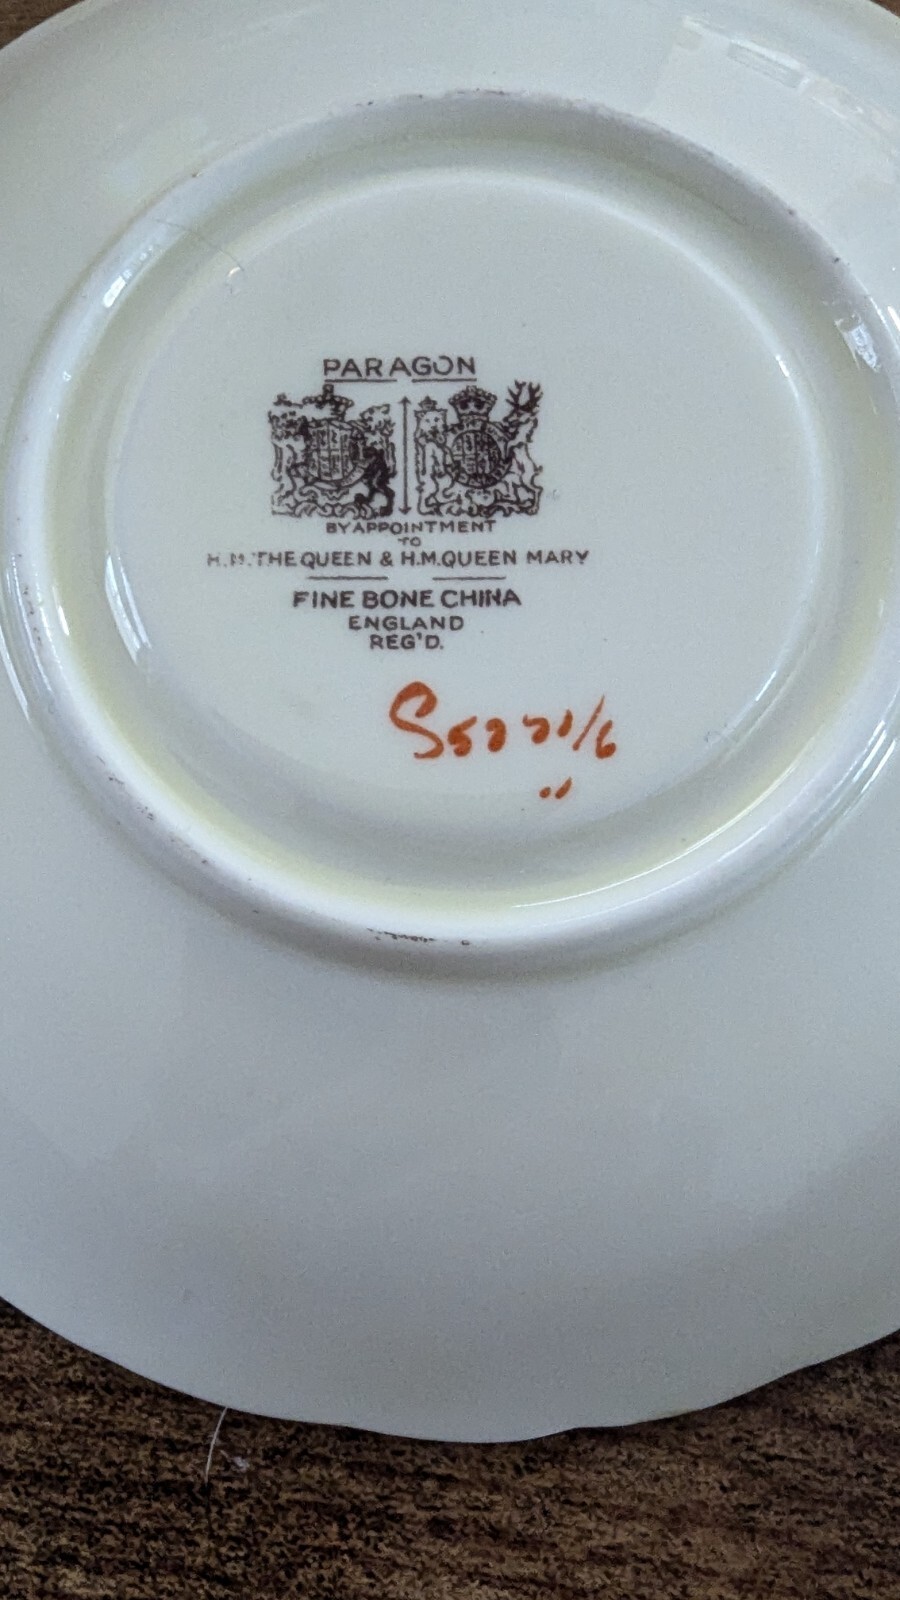 PARAGON
BY APPOINTMENT
TO
H.M. THE QUEEN & H.M. QUEEN MARY
FINE BONE CHINA
ENGLAND
REG'D.